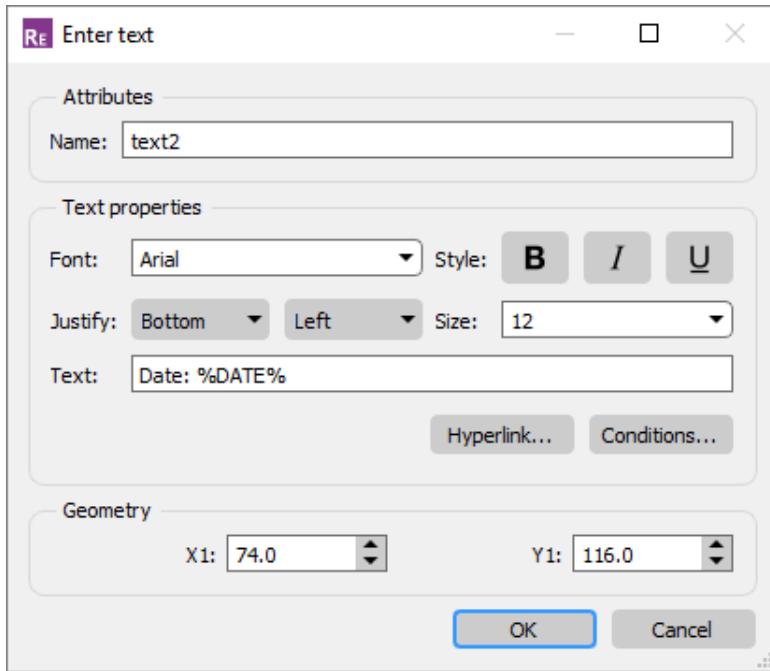 RE Enter text
Attributes
Name: text2
Text properties
Font: Arial Style: B I U
Justify: Bottom Left Size: 12
Text: Date: %DATE%
Hyperlink... Conditions...
Geometry
X1: 74.0 Y1: 116.0
OK Cancel